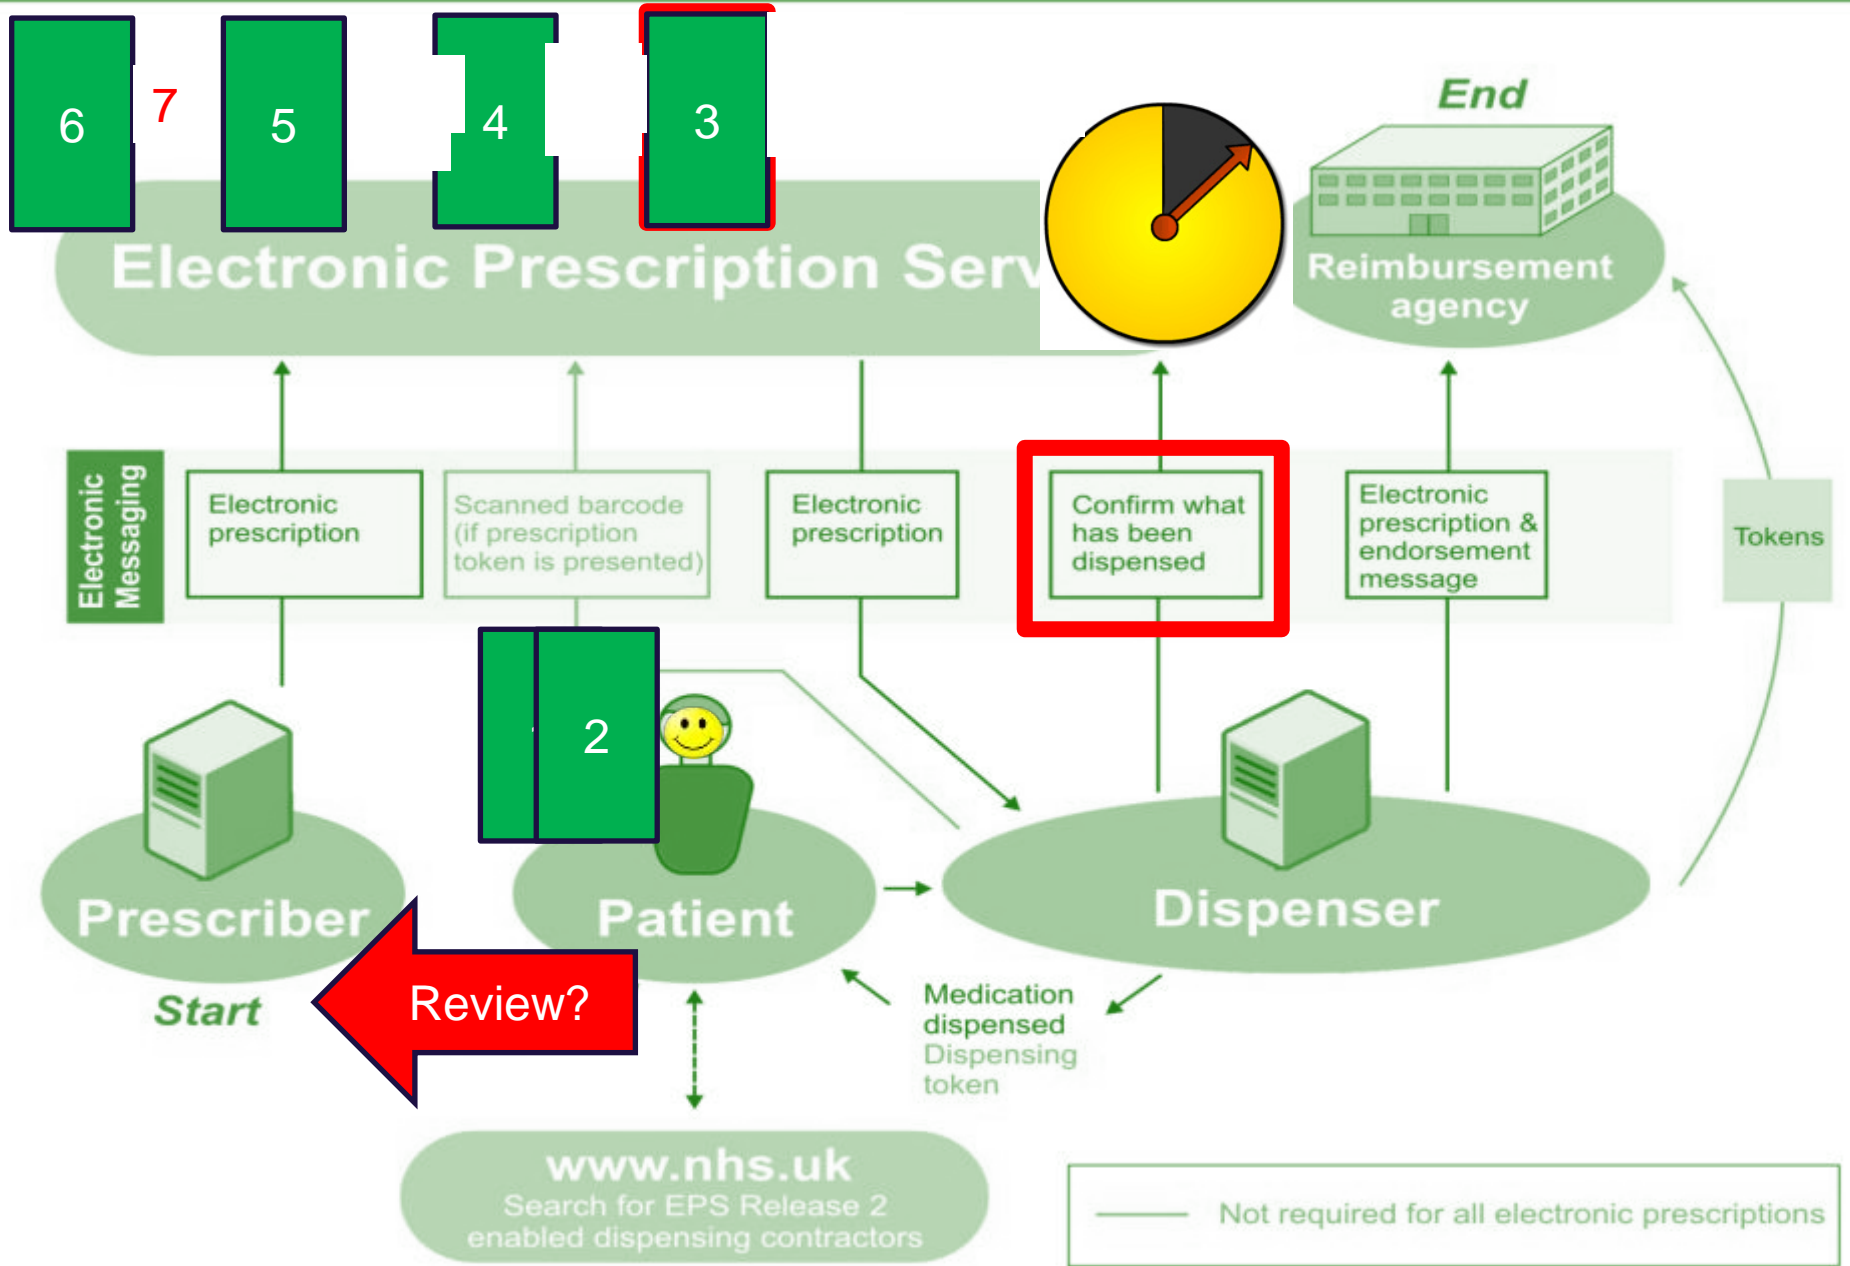 6
7
5
4
3
End
Electronic Prescription Serv
Reimbursement
agency
Electronic
Messaging
Electronic
prescription
Scanned barcode
(if prescription
token is presented)
Electronic
prescription
Confirm what
has been
dispensed
Electronic
prescription &
endorsement
message
Tokens
2
Prescriber
Patient
Dispenser
Start
Review?
Medication
dispensed
Dispensing
token
www.nhs.uk
Search for EPS Release 2
enabled dispensing contractors
Not required for all electronic prescriptions